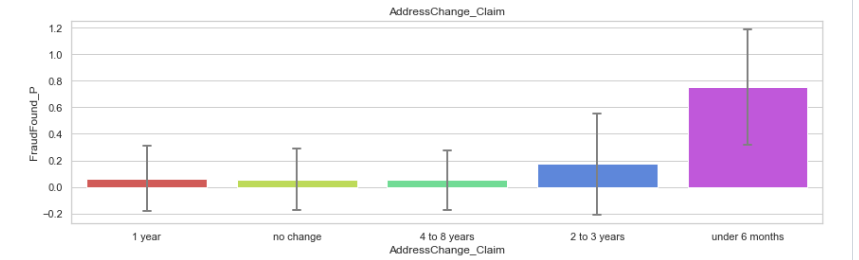 AddressChange_Claim
1.2
1.0
0.8
0.6
0.4
0.2
0.0
−0.2
FraudFound_P
1 year no change 4 to 8 years 2 to 3 years under 6 months
AddressChange_Claim